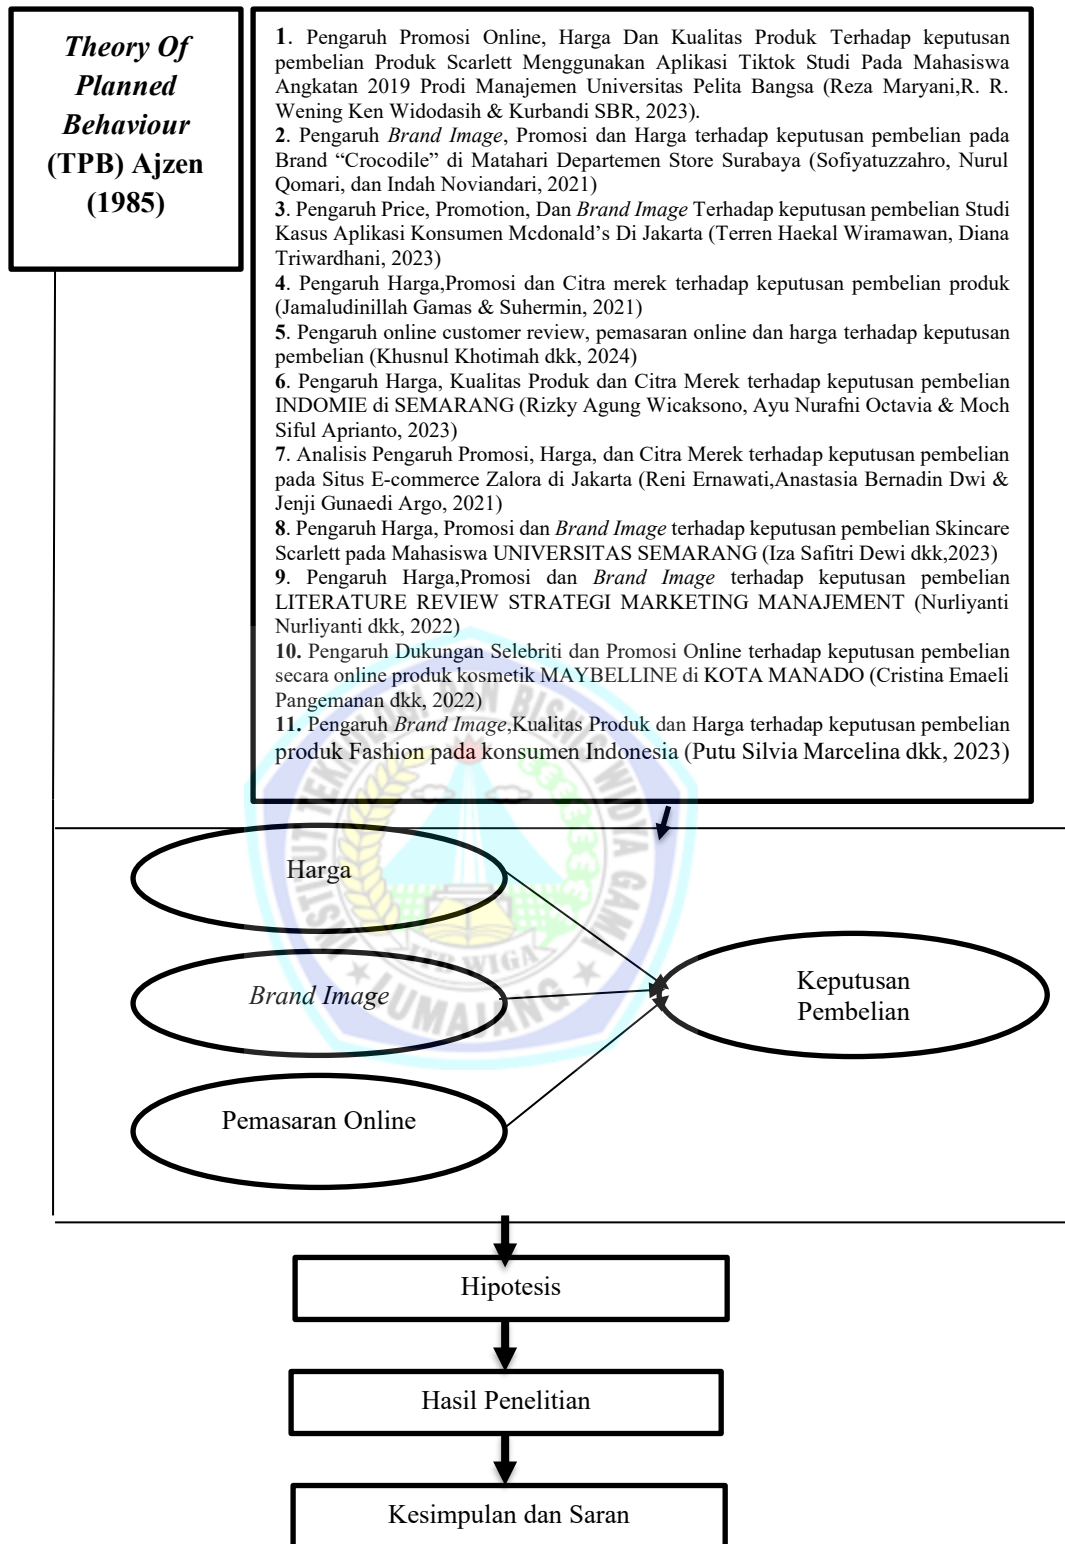 Theory Of
Planned
Behaviour
(TPB) Ajzen
(1985)
1. Pengaruh Promosi Online, Harga Dan Kualitas Produk Terhadap keputusan
pembelian Produk Scarlett Menggunakan Aplikasi Tiktok Studi Pada Mahasiswa
Angkatan 2019 Prodi Manajemen Universitas Pelita Bangsa (Reza Maryani,R. R.
Wening Ken Widodasih & Kurbandi SBR, 2023).
2. Pengaruh Brand Image, Promosi dan Harga terhadap keputusan pembelian pada
Brand “Crocodile” di Matahari Departemen Store Surabaya (Sofiyatuzzahro, Nurul
Qomari, dan Indah Noviandari, 2021)
3. Pengaruh Price, Promotion, Dan Brand Image Terhadap keputusan pembelian Studi
Kasus Aplikasi Konsumen Mcdonald’s Di Jakarta (Terren Haekal Wiramawan, Diana
Triwardhani, 2023)
4. Pengaruh Harga,Promosi dan Citra merek terhadap keputusan pembelian produk
(Jamaludinillah Gamas & Suhermin, 2021)
5. Pengaruh online customer review, pemasaran online dan harga terhadap keputusan
pembelian (Khusnul Khotimah dkk, 2024)
6. Pengaruh Harga, Kualitas Produk dan Citra Merek terhadap keputusan pembelian
INDOMIE di SEMARANG (Rizky Agung Wicaksono, Ayu Nurafni Octavia & Moch
Siful Aprianto, 2023)
7. Analisis Pengaruh Promosi, Harga, dan Citra Merek terhadap keputusan pembelian
pada Situs E-commerce Zalora di Jakarta (Reni Ernawati,Anastasia Bernadin Dwi &
Jenji Gunaedi Argo, 2021)
8. Pengaruh Harga, Promosi dan Brand Image terhadap keputusan pembelian Skincare
Scarlett pada Mahasiswa UNIVERSITAS SEMARANG (Iza Safitri Dewi dkk,2023)
9. Pengaruh Harga,Promosi dan Brand Image terhadap keputusan pembelian
LITERATURE REVIEW STRATEGI MARKETING MANAJEMENT (Nurliyanti
Nurliyanti dkk, 2022)
10. Pengaruh Dukungan Selebriti dan Promosi Online terhadap keputusan pembelian
secara online produk kosmetik MAYBELLINE di KOTA MANADO (Cristina Emaeli
Pangemanan dkk, 2022)
11. Pengaruh Brand Image,Kualitas Produk dan Harga terhadap keputusan pembelian
produk Fashion pada konsumen Indonesia (Putu Silvia Marcelina dkk, 2023)
INSTITUT TEKNOLOGI DAN BISNIS WIDYA GAMA
ITB WIGA
LUMAJANG
Harga
Brand Image
Pemasaran Online
Keputusan
Pembelian
Hipotesis
Hasil Penelitian
Kesimpulan dan Saran